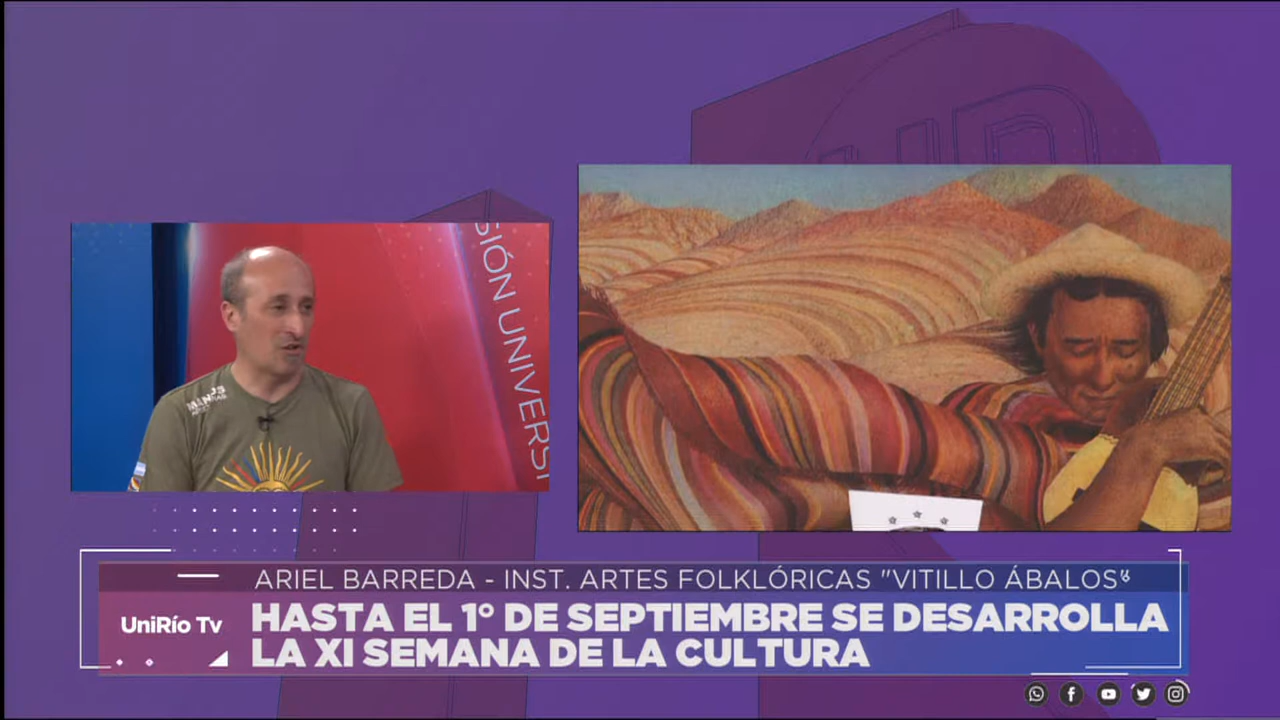 SIÓN UNIVERSI
ARIEL BARREDA - INST. ARTES FOLKLÓRICAS "VITILLO ÁBALOS"
UniRío Tv
HASTA EL 1° DE SEPTIEMBRE SE DESARROLLA
LA XI SEMANA DE LA CULTURA